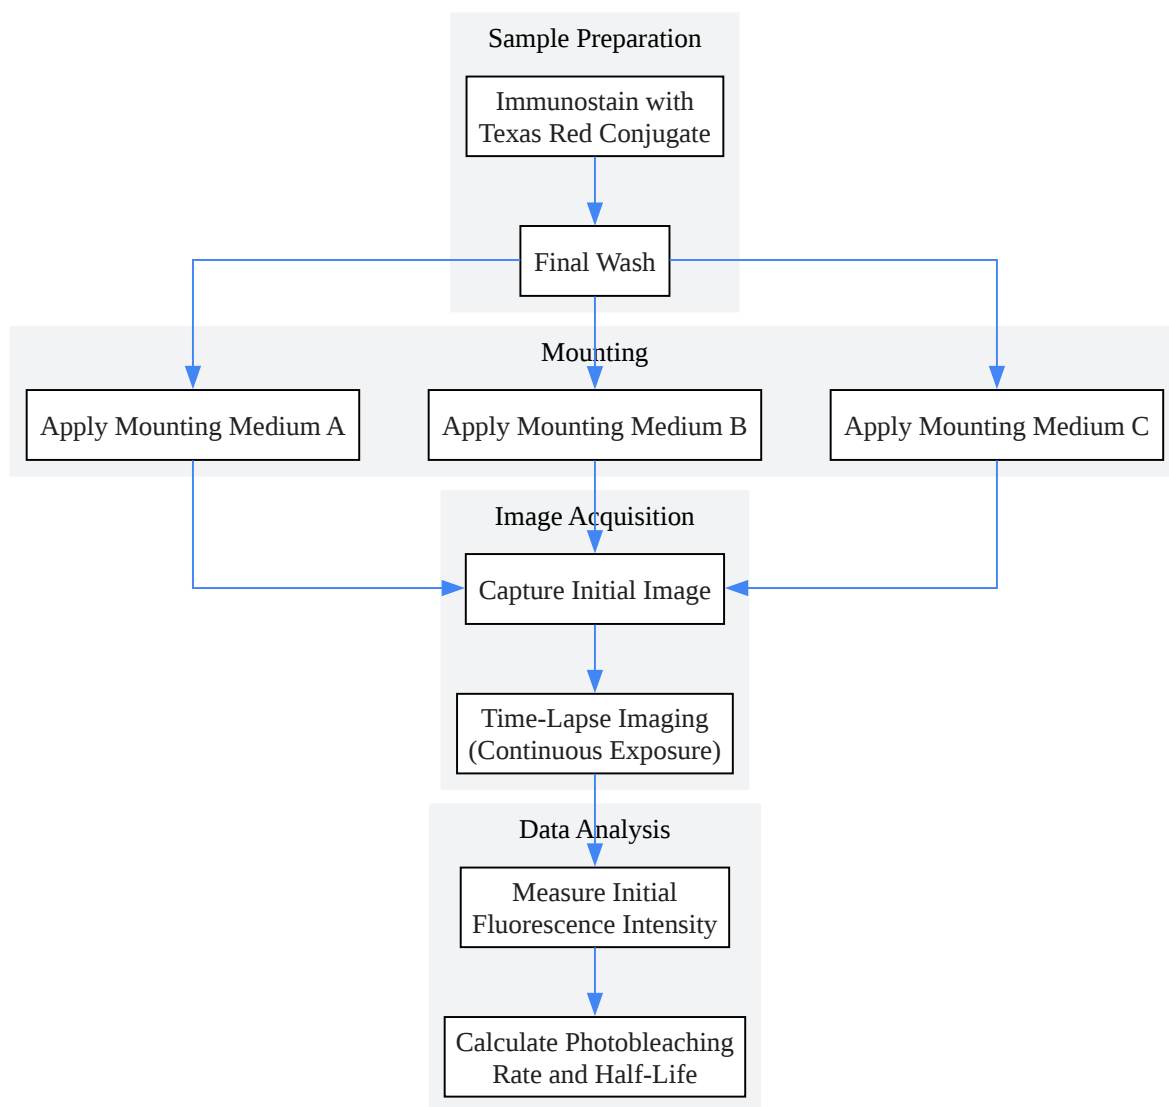 Sample Preparation
Immunostain with
Texas Red Conjugate
Final Wash
Mounting
Apply Mounting Medium A
Apply Mounting Medium B
Apply Mounting Medium C
Image Acquisition
Capture Initial Image
Time-Lapse Imaging
(Continuous Exposure)
Data Analysis
Measure Initial
Fluorescence Intensity
Calculate Photobleaching
Rate and Half-Life